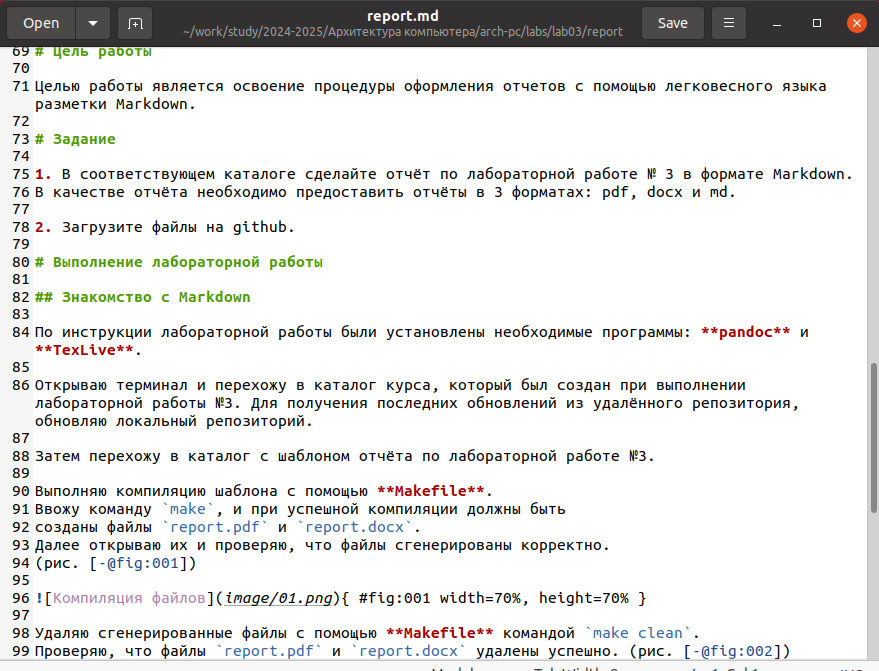 report.md
Open
~/work/study/2024-2025/Архитектура компьютера/arch-pc/labs/lab03/report
Save
69 # Цель работы
70
71 Целью работы является освоение процедуры оформления отчетов с помощью легковесного языка
разметки Markdown.
72
73 # Задание
74
75 1. В соответствующем каталоге сделайте отчёт по лабораторной работе № 3 в формате Markdown.
76 В качестве отчёта необходимо предоставить отчёты в 3 форматах: pdf, docx и md.
77
78 2. Загрузите файлы на github.
79
80 # Выполнение лабораторной работы
81
82 ## Знакомство с Markdown
83
84 По инструкции лабораторной работы были установлены необходимые программы: **pandoc** и
**TexLive**.
85
86 Открываю терминал и перехожу в каталог курса, который был создан при выполнении
лабораторной работы №3. Для получения последних обновлений из удалённого репозитория,
обновляю локальный репозиторий.
87
88 Затем перехожу в каталог с шаблоном отчёта по лабораторной работе №3.
89
90 Выполняю компиляцию шаблона с помощью **Makefile**.
91 Ввожу команду `make`, и при успешной компиляции должны быть
92 созданы файлы `report.pdf` и `report.docx`.
93 Далее открываю их и проверяю, что файлы сгенерированы корректно.
94 (рис. [-@fig:001])
95
96 ![Компиляция файлов](image/01.png){ #fig:001 width=70%, height=70% }
97
98 Удаляю сгенерированные файлы с помощью **Makefile** командой `make clean`.
99 Проверяю, что файлы `report.pdf` и `report.docx` удалены успешно. (рис. [-@fig:002])